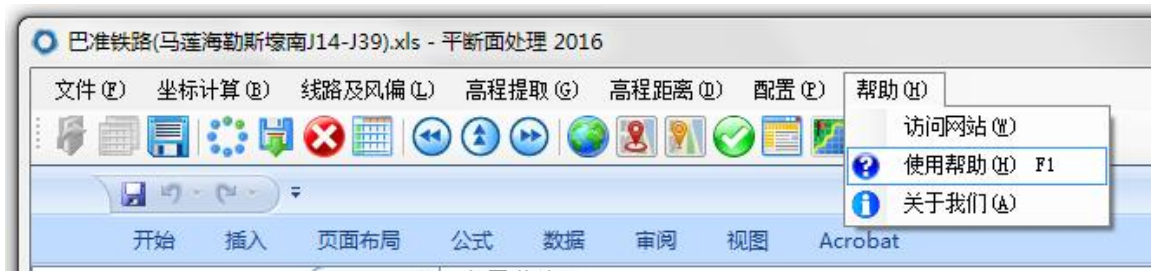 巴准铁路(马莲海勒斯壕南J14-J39).xls - 平断面处理 2016
文件(F) 坐标计算(B) 线路及风偏(L) 高程提取(G) 高程距离(D) 配置(P) 帮助(H)
访问网站(W)
使用帮助(H) F1
关于我们(A)
开始 插入 页面布局 公式 数据 审阅 视图 Acrobat